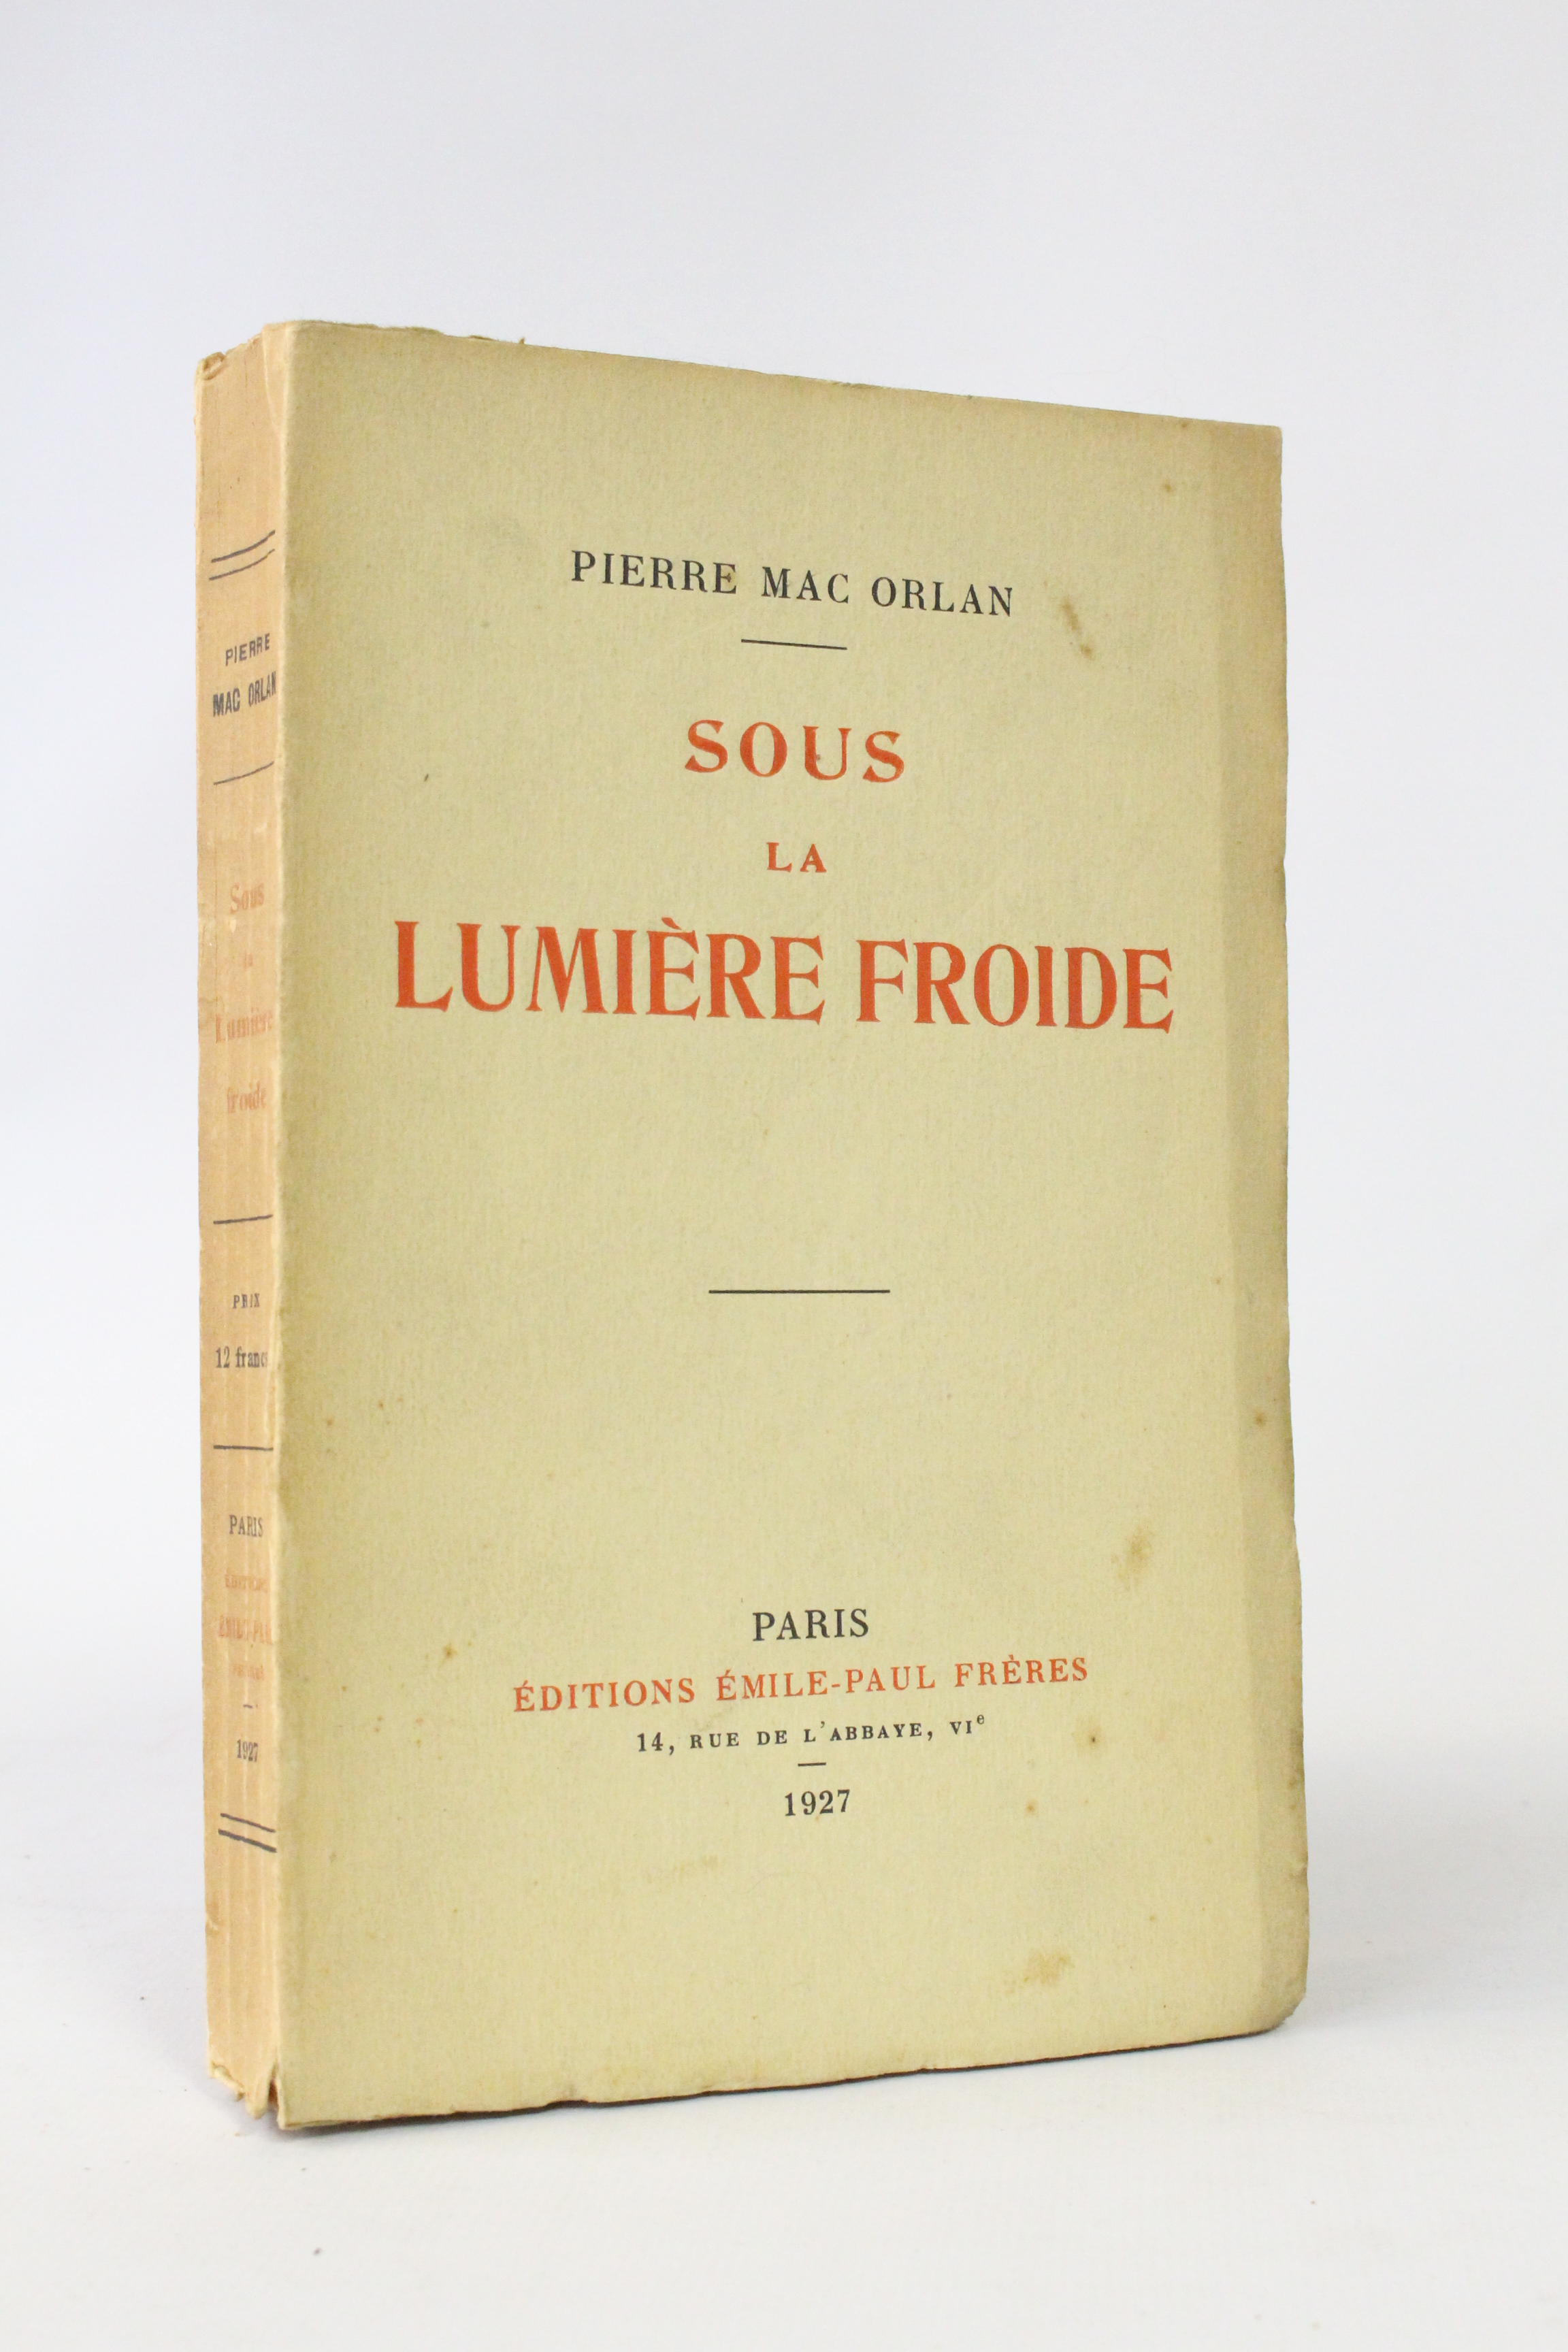 PIERRE MAC ORLAN
SOUS
LA
LUMIÈRE FROIDE
PARIS
ÉDITIONS ÉMILE-PAUL FRÈRES
14, RUE DE L'ABBAYE, VIe
1927
PIERRE
MAC ORLAN
Sous
la
Lumière
froide
PRIX
12 francs
PARIS
1927